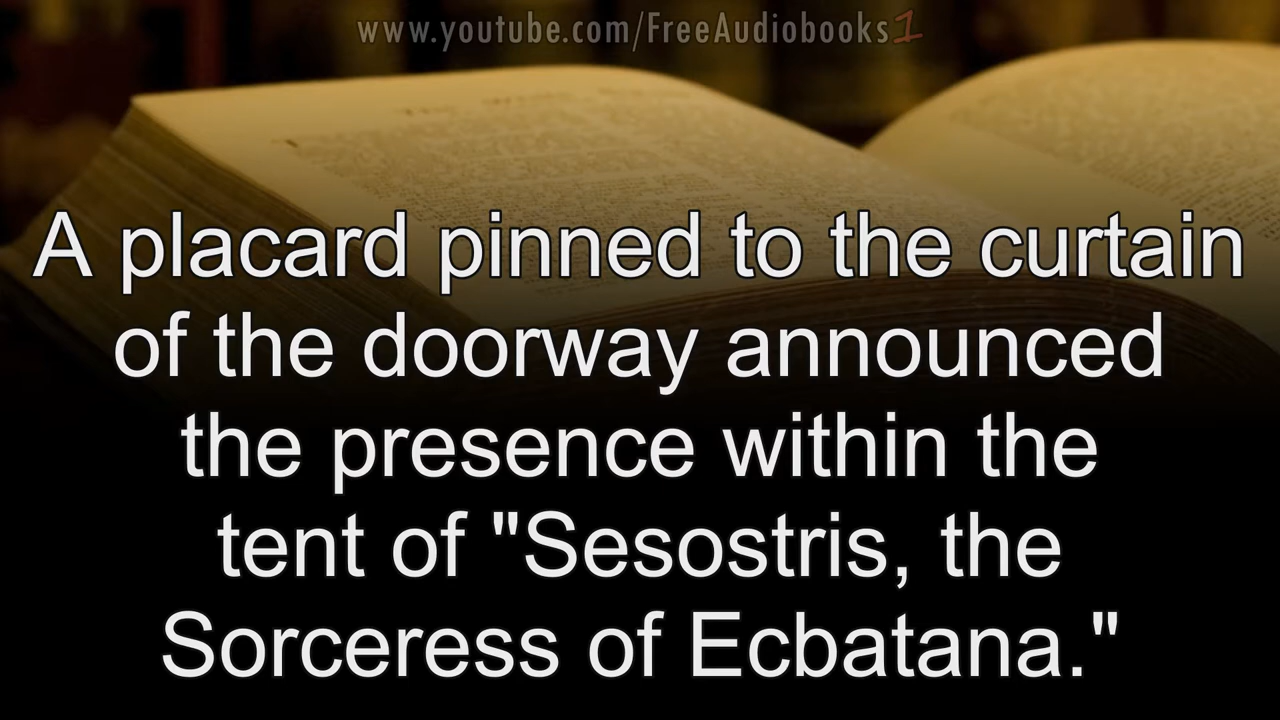 www.youtube.com/FreeAudiobooks1
A placard pinned to the curtain
of the doorway announced
the presence within the
tent of "Sesostris, the
Sorceress of Ecbatana."